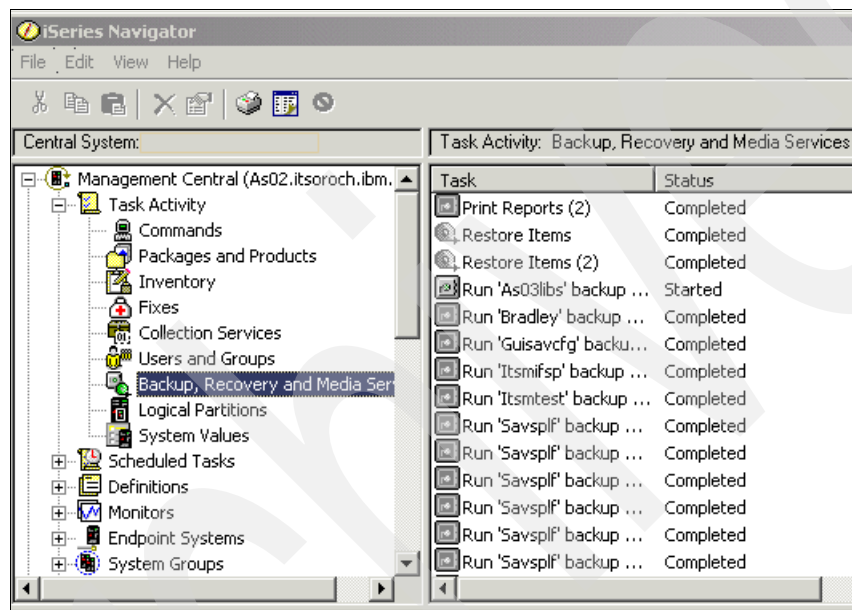 iSeries Navigator
File Edit View Help
Central System:
Task Activity: Backup, Recovery and Media Services
Management Central (As02.itsoroch.ibm.
Task Activity
Commands
Packages and Products
Inventory
Fixes
Collection Services
Users and Groups
Backup, Recovery and Media Ser
Logical Partitions
System Values
Scheduled Tasks
Definitions
Monitors
Endpoint Systems
System Groups
Task Status
Print Reports (2) Completed
Restore Items Completed
Restore Items (2) Completed
Run 'As03libs' backup ... Started
Run 'Bradley' backup ... Completed
Run 'Guisavcfg' backu... Completed
Run 'Itsmifsp' backup ... Completed
Run 'Itsmtest' backup ... Completed
Run 'Savsplf' backup ... Completed
Run 'Savsplf' backup ... Completed
Run 'Savsplf' backup ... Completed
Run 'Savsplf' backup ... Completed
Run 'Savsplf' backup ... Completed
Run 'Savsplf' backup ... Completed